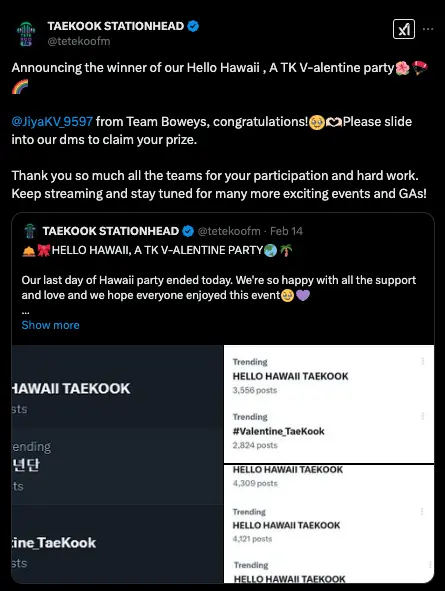 TAEKOOK STATIONHEAD
@tetekoofm
Announcing the winner of our Hello Hawaii , A TK V-alentine party🌺🪭
🌈
@JiyaKV_9597 from Team Boweys, congratulations!🥹🫶Please slide
into our dms to claim your prize.
Thank you so much all the teams for your participation and hard work.
Keep streaming and stay tuned for many more exciting events and GAs!
TAEKOOK STATIONHEAD @tetekoofm · Feb 14
🛎️🎀HELLO HAWAII, A TK V-ALENTINE PARTY🌏🌴
Our last day of Hawaii party ended today. We're so happy with all the support
and love and we hope everyone enjoyed this event🥹💜
...
Show more
HAWAII TAEKOOK
sts
ending
년단
ts
ine_TaeKook
sts
Trending
HELLO HAWAII TAEKOOK
3,556 posts
Trending
#Valentine_TaeKook
2,824 posts
HELLO HAWAII TAEKOOK
4,309 posts
Trending
HELLO HAWAII TAEKOOK
4,121 posts
Trending
HELLO HAWAII TAEKOOK